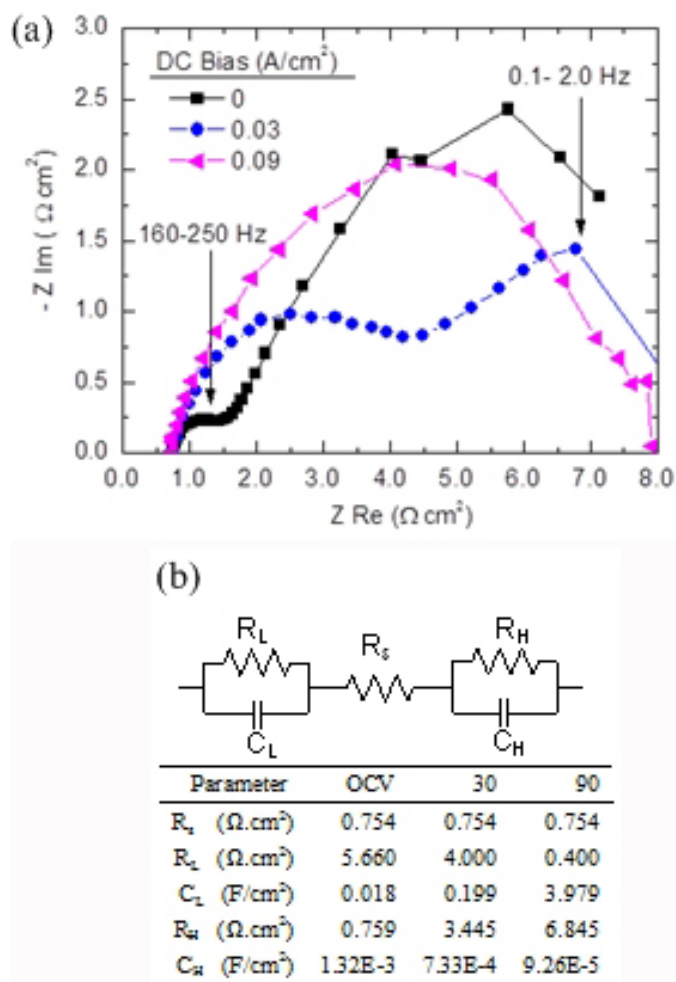 (a)
DC Bias (A/cm²)
0
0.03
0.09
0.1- 2.0 Hz
160-250 Hz
- Z Im ( Ω cm²)
2.5
2.0
1.5
1.0
0.5
0.0
0.0 1.0 2.0 3.0 4.0 5.0 6.0 7.0 8.0
Z Re (Ω cm²)
(b)
R_L R_s R_H
C_L C_H
Parameter OCV 30 90
R_s (Ω.cm²) 0.754 0.754 0.754
R_L (Ω.cm²) 5.660 4.000 0.400
C_L (F/cm²) 0.018 0.199 3.979
R_H (Ω.cm²) 0.759 3.445 6.845
C_H (F/cm²) 1.32E-3 7.33E-4 9.26E-5